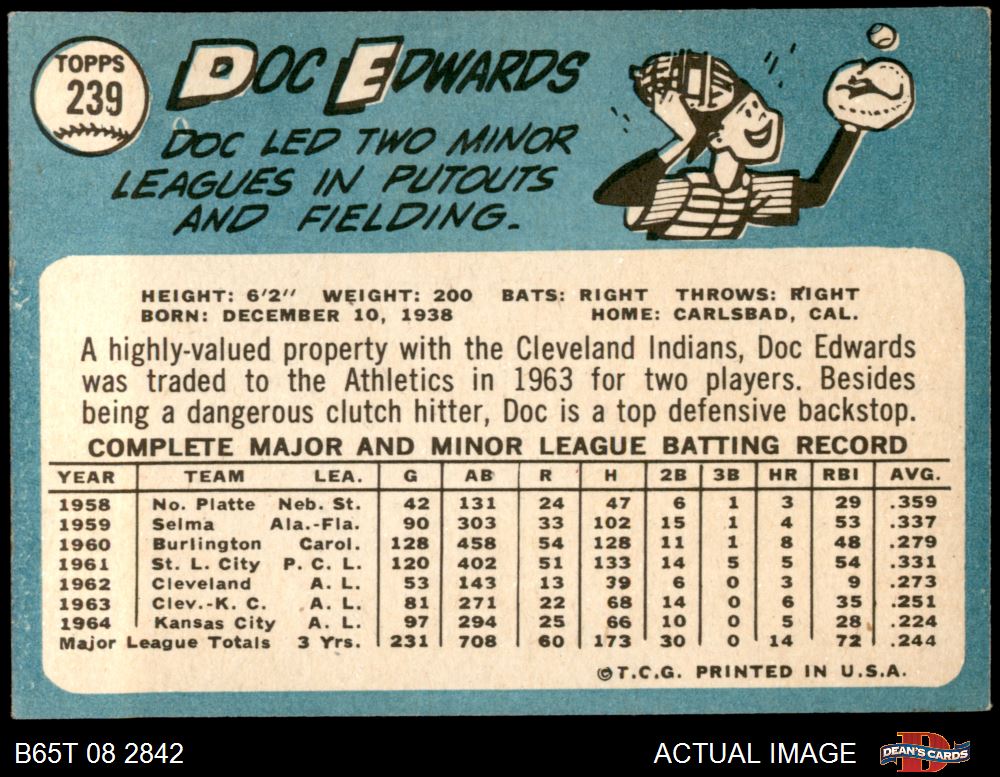 TOPPS
239
DOC EDWARDS
DOC LED TWO MINOR
LEAGUES IN PUTOUTS
AND FIELDING.
HEIGHT: 6'2" WEIGHT: 200 BATS: RIGHT THROWS: RIGHT
BORN: DECEMBER 10, 1938 HOME: CARLSBAD, CAL.
A highly-valued property with the Cleveland Indians, Doc Edwards
was traded to the Athletics in 1963 for two players. Besides
being a dangerous clutch hitter, Doc is a top defensive backstop.
COMPLETE MAJOR AND MINOR LEAGUE BATTING RECORD
YEAR TEAM LEA. G AB R H 2B 3B HR RBI AVG.
1958 No. Platte Neb. St. 42 131 24 47 6 1 3 29 .359
1959 Selma Ala.-Fla. 90 303 33 102 15 1 4 53 .337
1960 Burlington Carol. 128 458 54 128 11 1 8 48 .279
1961 St. L. City P. C. L. 120 402 51 133 14 5 5 54 .331
1962 Cleveland A. L. 53 143 13 39 6 0 3 9 .273
1963 Clev.-K. C. A. L. 81 271 22 68 14 0 6 35 .251
1964 Kansas City A. L. 97 294 25 66 10 0 5 28 .224
Major League Totals 3 Yrs. 231 708 60 173 30 0 14 72 .244
©T.C.G. PRINTED IN U.S.A.
B65T 08 2842 ACTUAL IMAGE DEAN'S CARDS